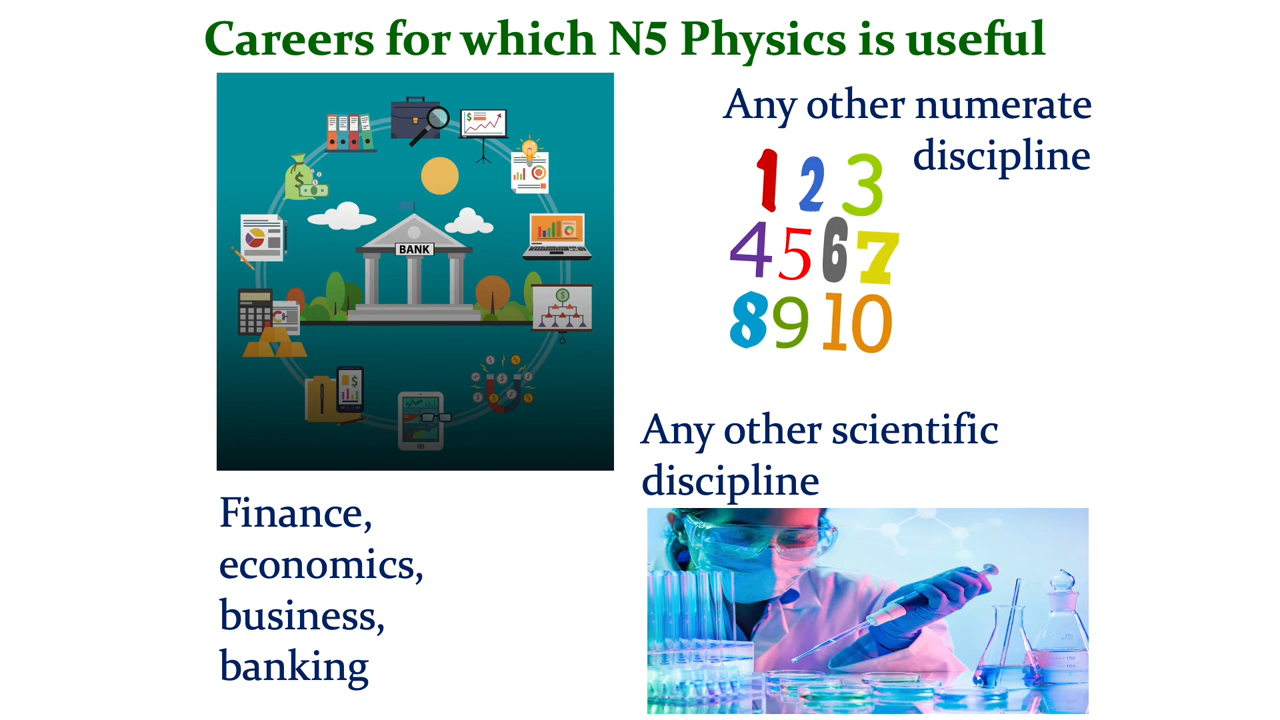 Careers for which N5 Physics is useful
BANK
Finance,
economics,
business,
banking
Any other numerate
discipline
1 2 3
4 5 6 7
8 9 10
Any other scientific
discipline